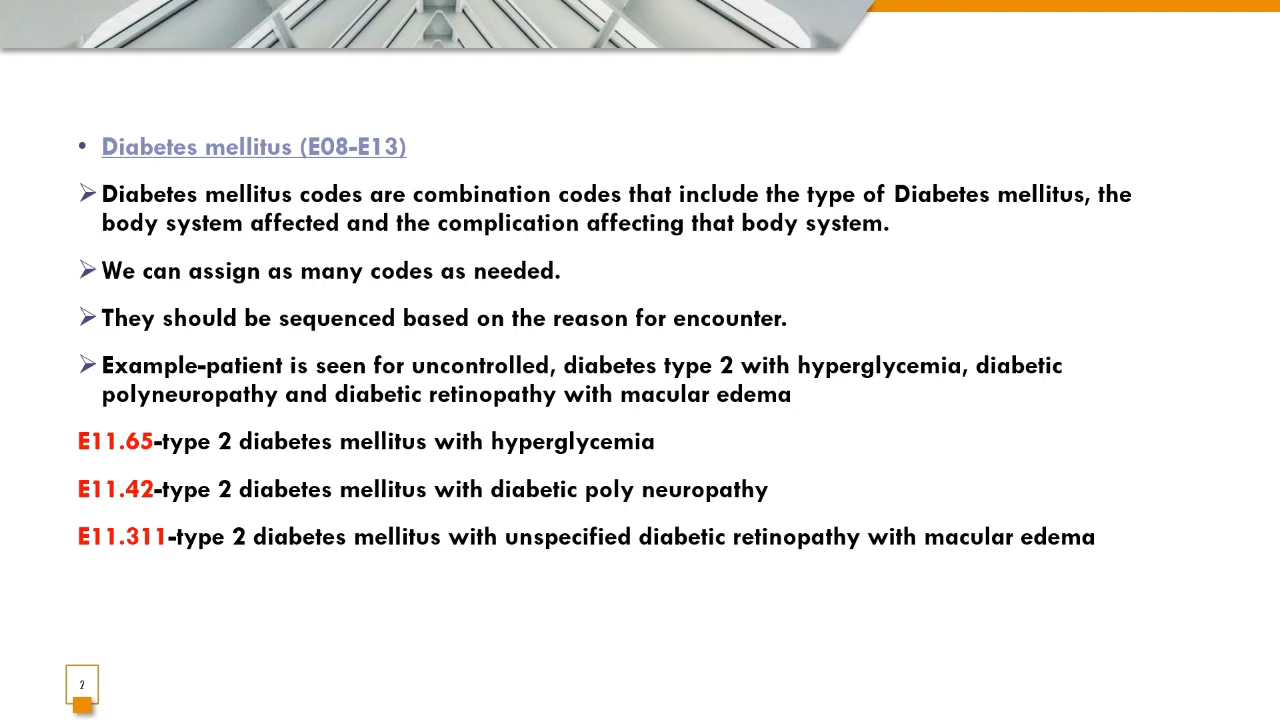 • Diabetes mellitus (E08-E13)
➢ Diabetes mellitus codes are combination codes that include the type of Diabetes mellitus, the
body system affected and the complication affecting that body system.
➢ We can assign as many codes as needed.
➢ They should be sequenced based on the reason for encounter.
➢ Example-patient is seen for uncontrolled, diabetes type 2 with hyperglycemia, diabetic
polyneuropathy and diabetic retinopathy with macular edema
E11.65-type 2 diabetes mellitus with hyperglycemia
E11.42-type 2 diabetes mellitus with diabetic poly neuropathy
E11.311-type 2 diabetes mellitus with unspecified diabetic retinopathy with macular edema
2